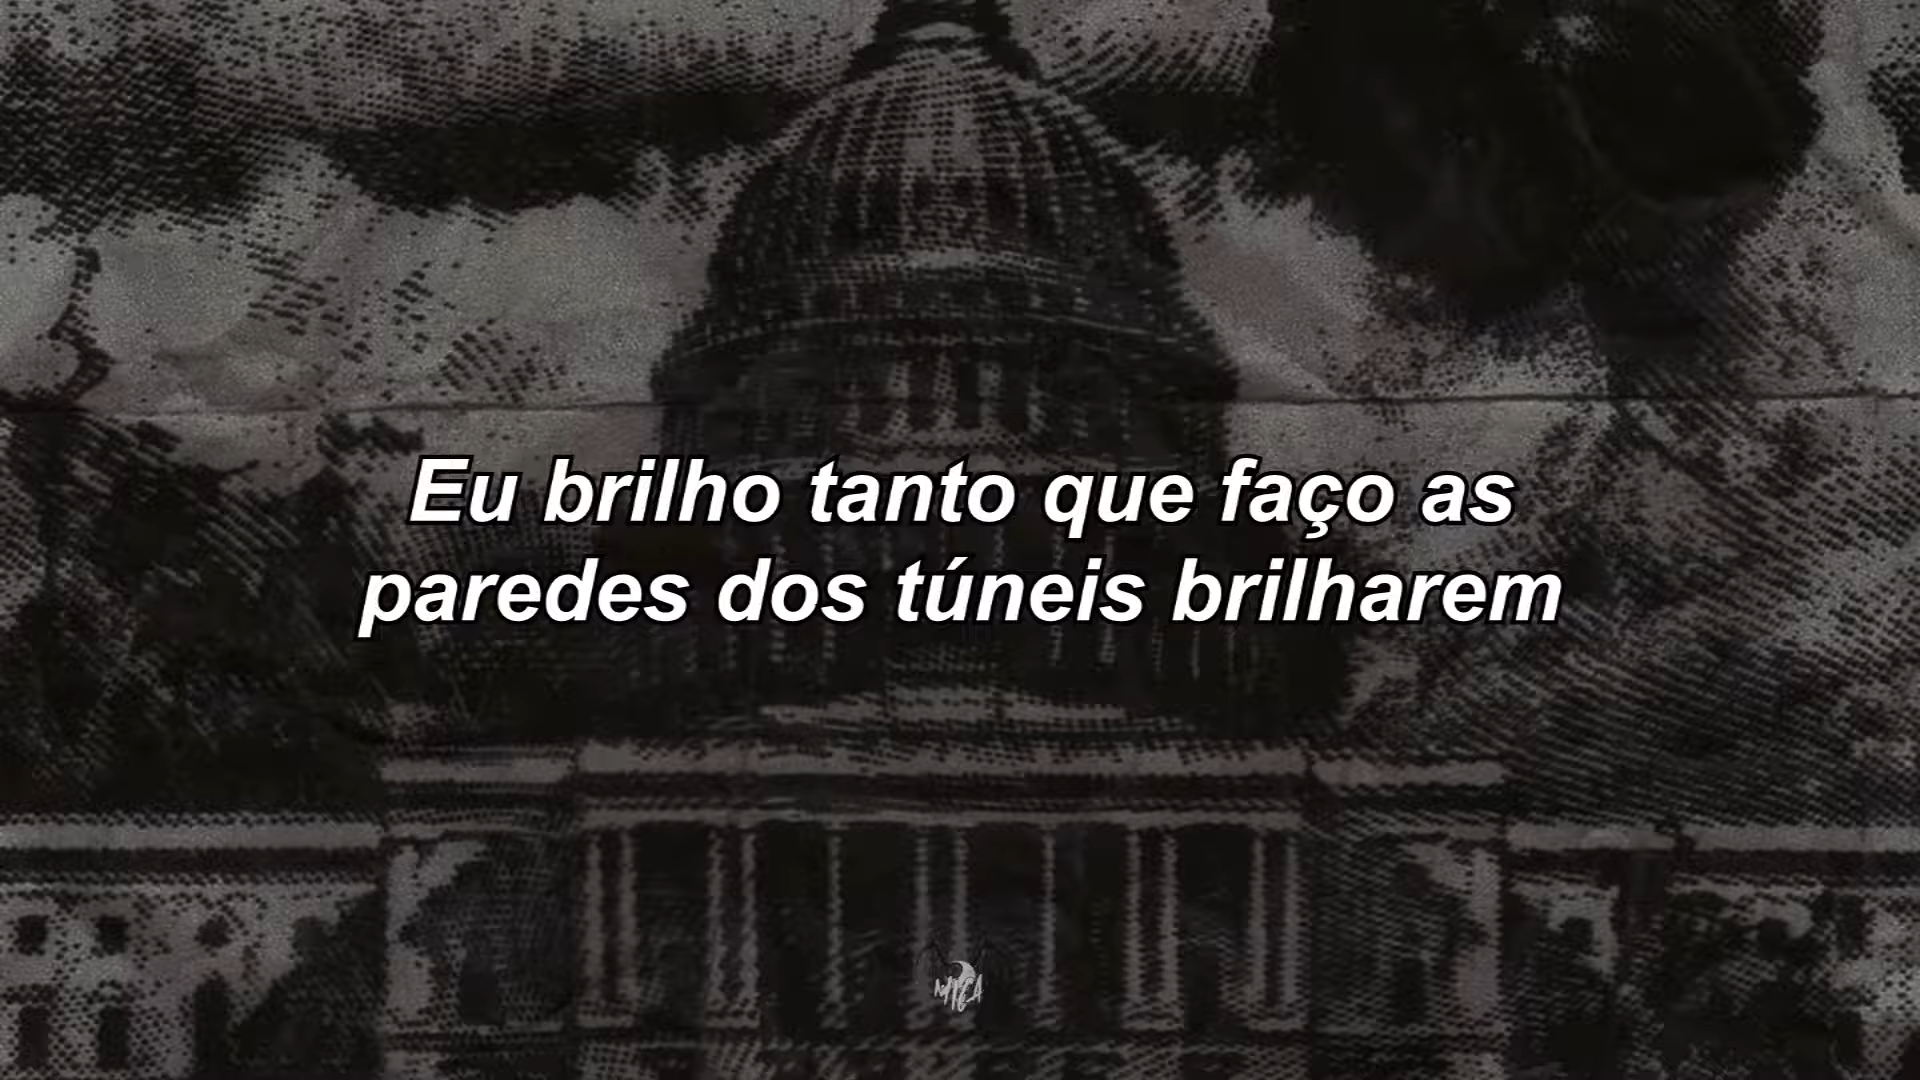 Eu brilho tanto que faço as
paredes dos túneis brilharem